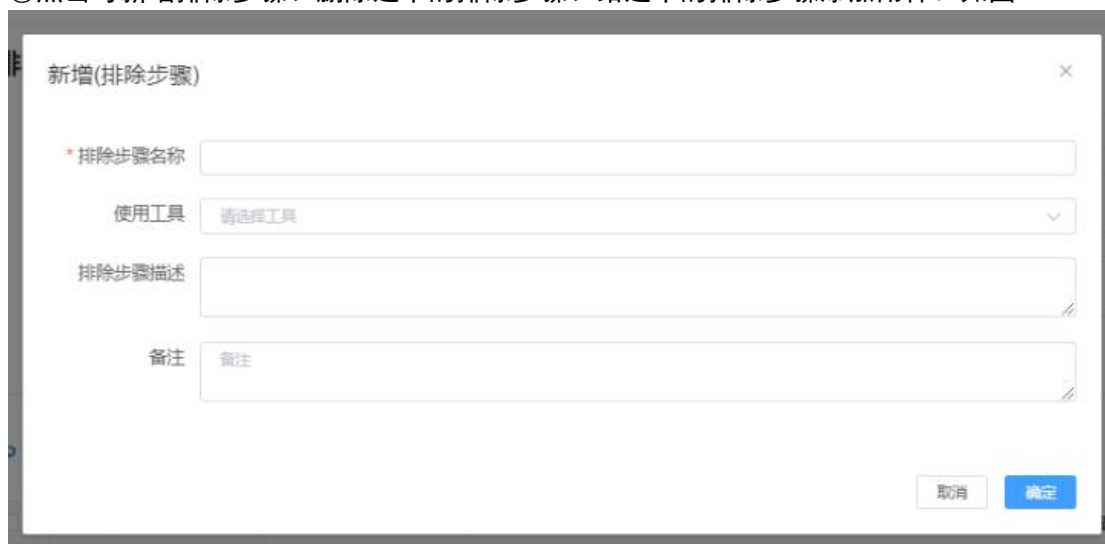 排
新增(排除步骤)
* 排除步骤名称
使用工具 请选择工具
排除步骤描述
备注 备注
取消 确定